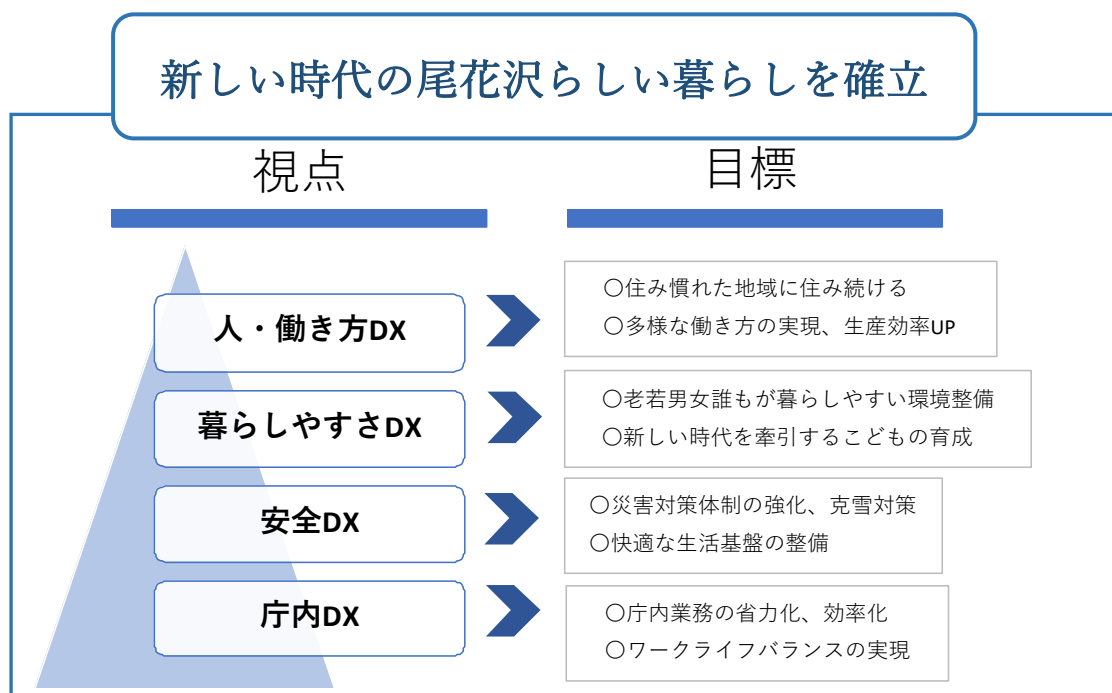 新しい時代の尾花沢らしい暮らしを確立
視点
目標
人・働き方DX
〇住み慣れた地域に住み続ける
〇多様な働き方の実現、生産効率UP
暮らしやすさDX
〇老若男女誰もが暮らしやすい環境整備
〇新しい時代を牽引するこどもの育成
安全DX
〇災害対策体制の強化、克雪対策
〇快適な生活基盤の整備
庁内DX
〇庁内業務の省力化、効率化
〇ワークライフバランスの実現